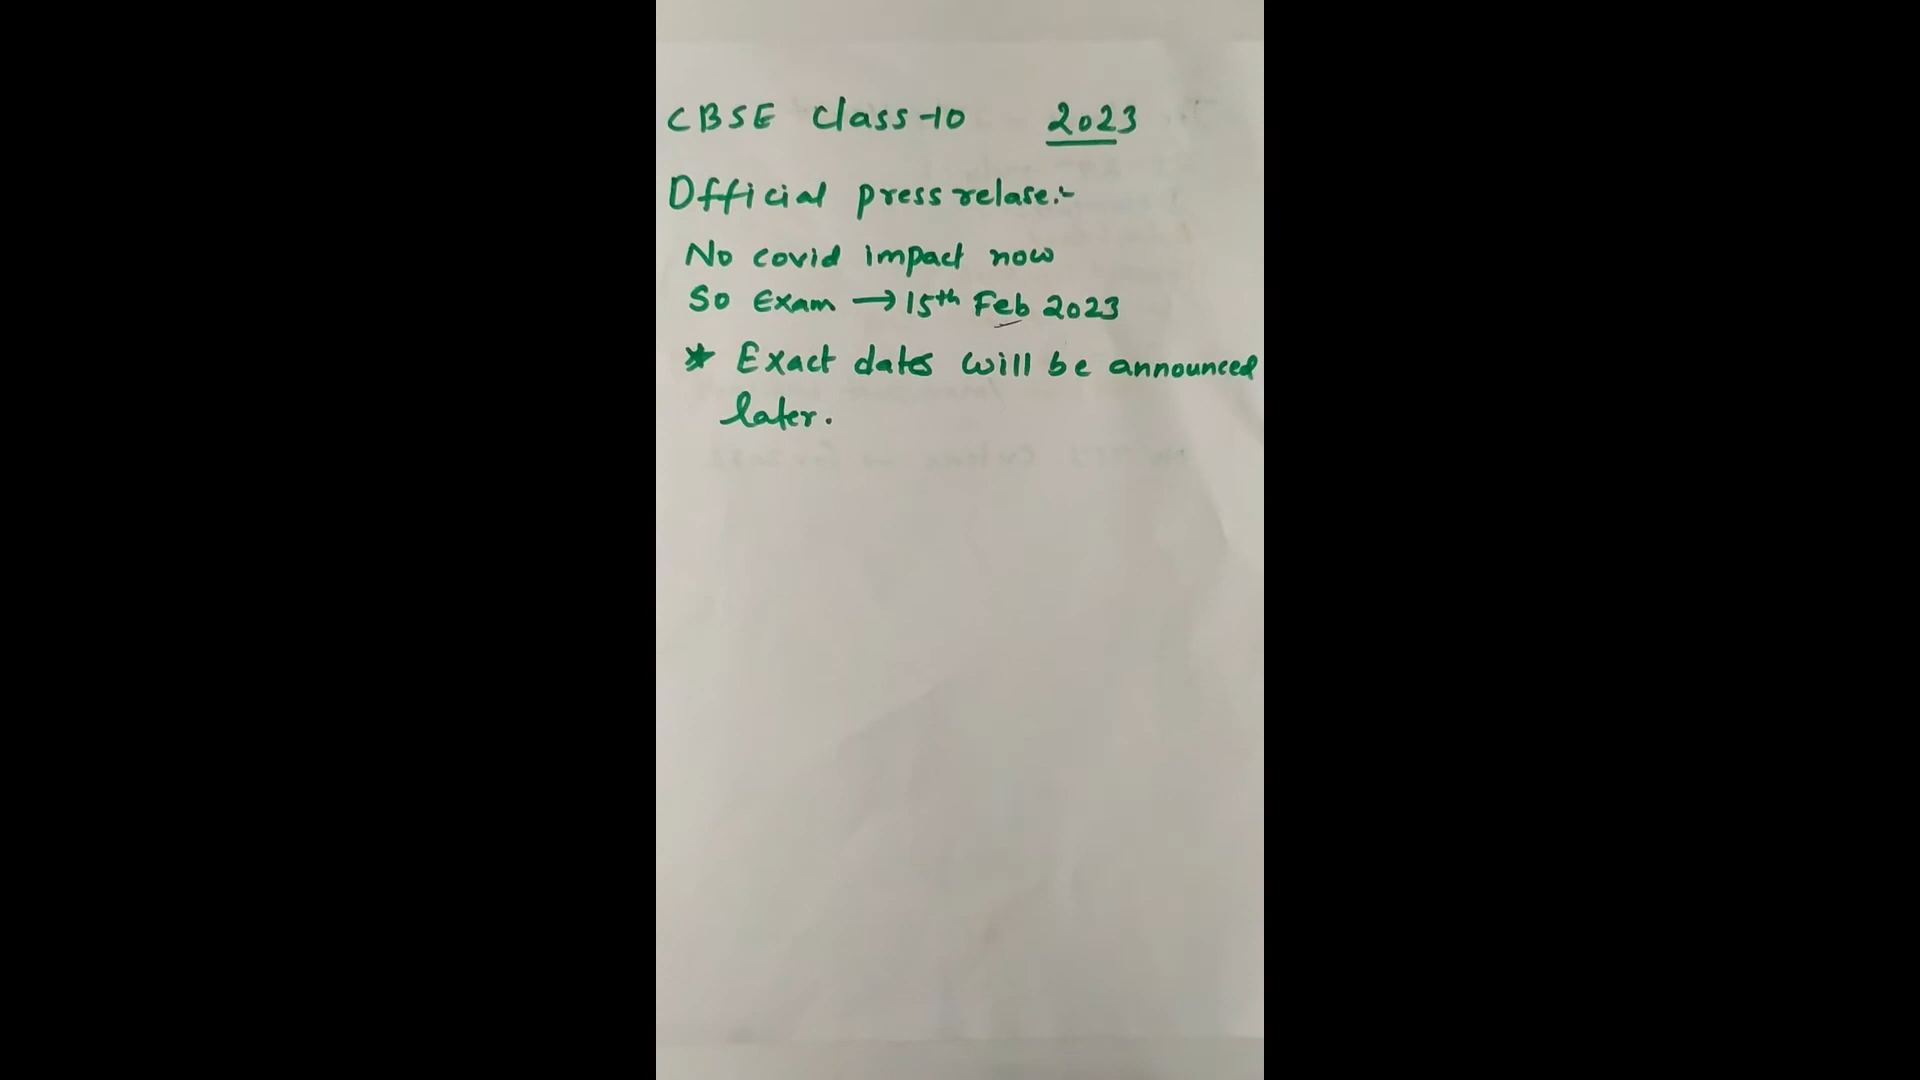 CBSE Class-10 2023
Official press relase:-
No covid impact now
So Exam → 15th Feb 2023
* Exact dates will be announced
later.